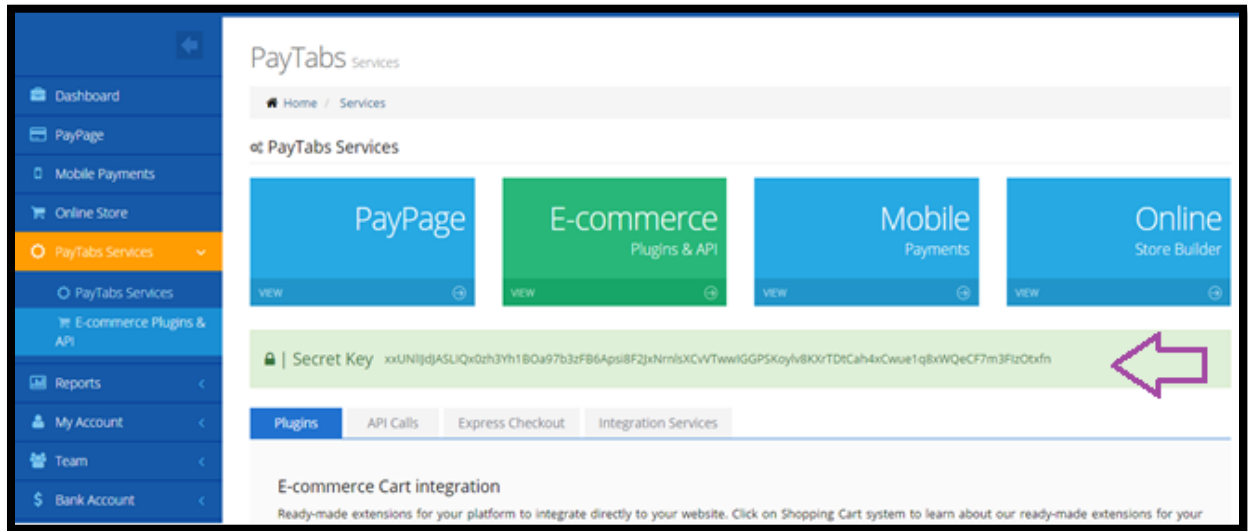 PayTabs Services
Home / Services
Dashboard
PayPage
Mobile Payments
Online Store
PayTabs Services
PayTabs Services
E-commerce Plugins &
API
Reports
My Account
Team
Bank Account
PayTabs Services
PayPage
VIEW
E-commerce
Plugins & API
VIEW
Mobile
Payments
VIEW
Online
Store Builder
VIEW
| Secret Key
Plugins
API Calls
Express Checkout
Integration Services
E-commerce Cart integration
Ready-made extensions for your platform to integrate directly to your website. Click on Shopping Cart system to learn about our ready-made extensions for your